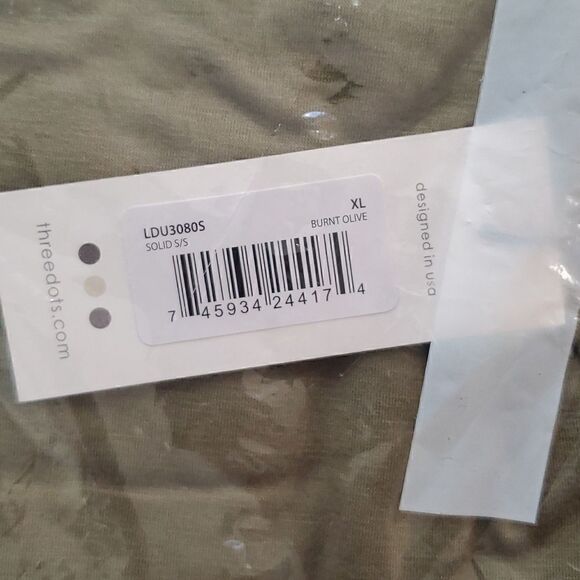 threedots.com
LDU3080S XL
SOLID S/S BURNT OLIVE
7 45934 24417 4
designed in usa